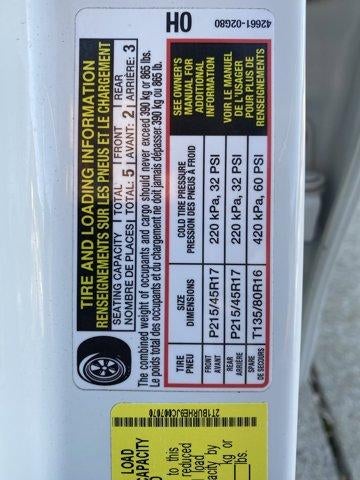 TIRE AND LOADING INFORMATION
RENSEIGNEMENTS SUR LES PNEUS ET LE CHARGEMENT
SEATING CAPACITY | TOTAL | FRONT | REAR
NOMBRE DE PLACES | TOTAL: 5 | AVANT: 2 | ARRIÈRE: 3
The combined weight of occupants and cargo should never exceed 390 kg or 865 lbs.
Le poids total des occupants et du chargement ne doit jamais dépasser 390 kg ou 865 lb.
TIRE
PNEU
SIZE
DIMENSIONS
COLD TIRE PRESSURE
PRESSION DES PNEUS À FROID
FRONT
AVANT
P215/45R17
220 kPa, 32 PSI
REAR
ARRIÈRE
P215/45R17
220 kPa, 32 PSI
SPARE
DE SECOURS
T135/80R16
420 kPa, 60 PSI
SEE OWNER'S
MANUAL FOR
ADDITIONAL
INFORMATION
VOIR LE MANUEL
DE L'USAGER
POUR PLUS DE
RENSEIGNEMENTS
H0
42661-02G80
LOAD
CAPACITY
to this
reduced
load
acity by
kg or
lbs.